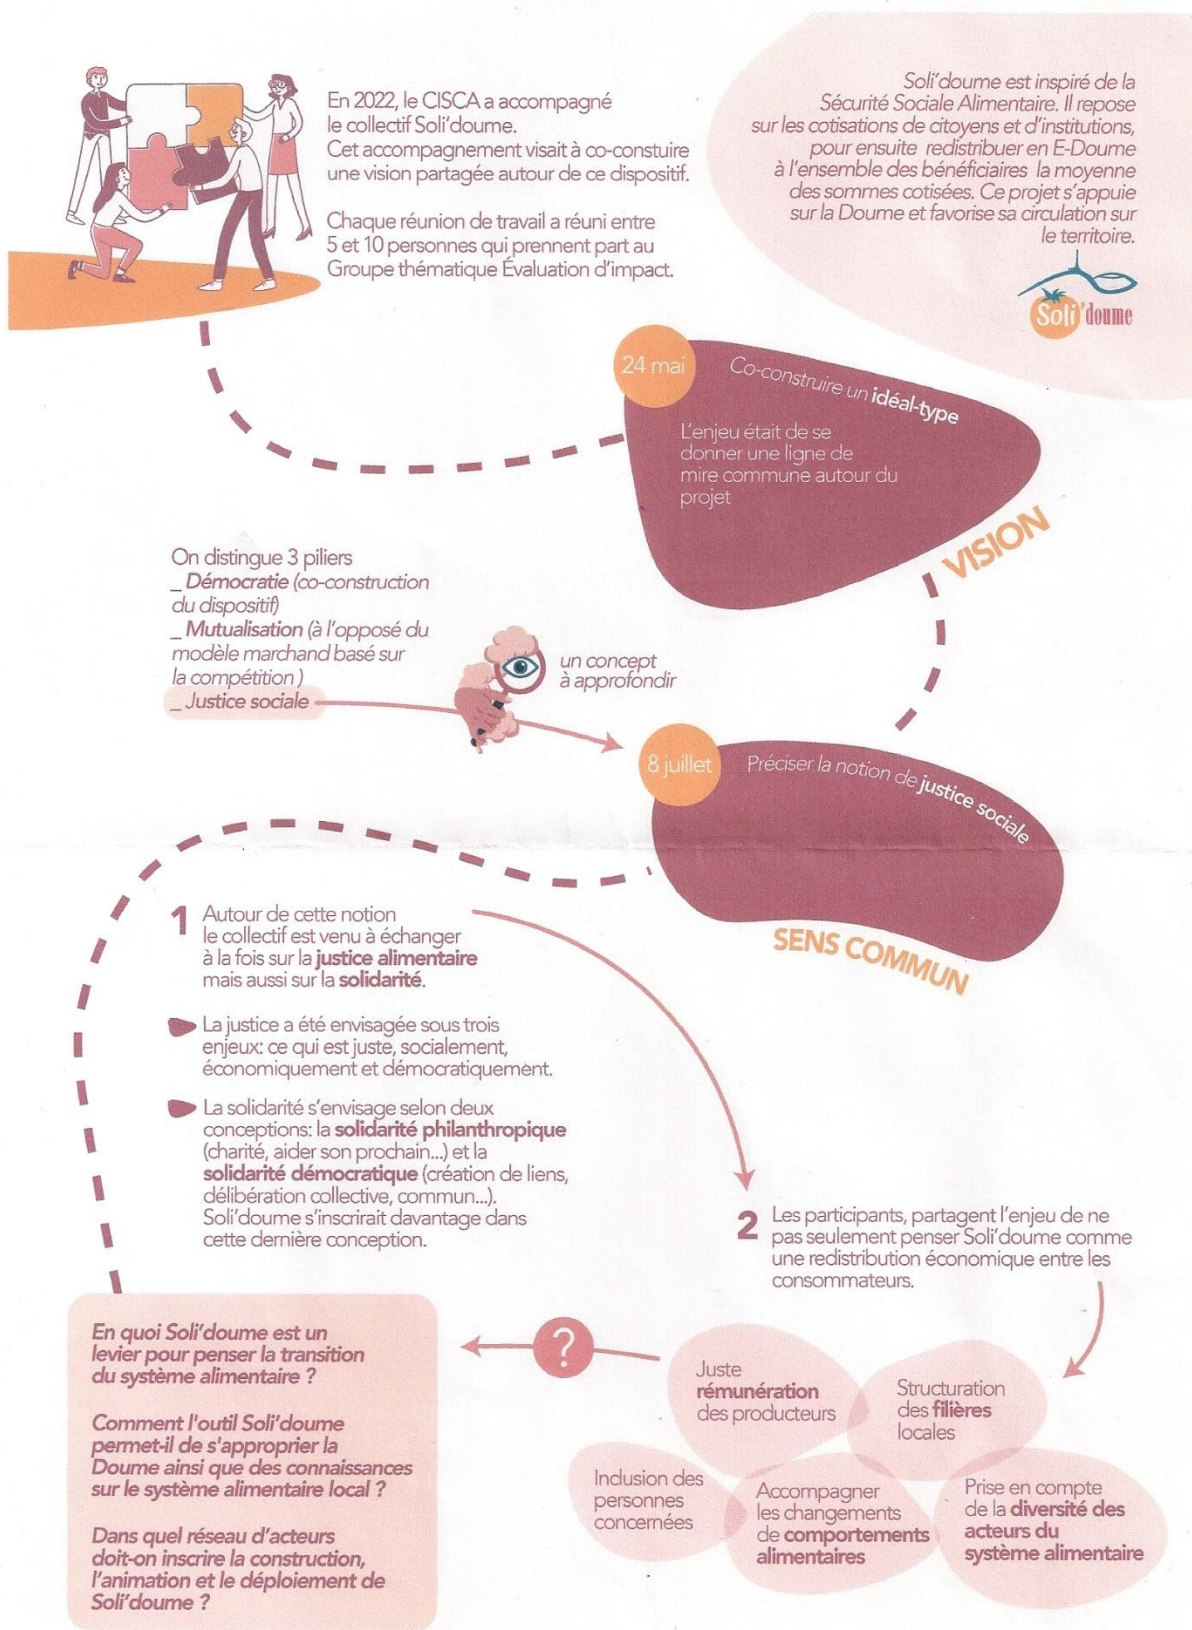 En 2022, le CISCA a accompagné
le collectif Soli'doume.
Cet accompagnement visait à co-constuire
une vision partagée autour de ce dispositif.
Chaque réunion de travail a réuni entre
5 et 10 personnes qui prennent part au
Groupe thématique Évaluation d'impact.
Soli'doume est inspiré de la
Sécurité Sociale Alimentaire. Il repose
sur les cotisations de citoyens et d'institutions,
pour ensuite redistribuer en E-Doume
à l'ensemble des bénéficiaires la moyenne
des sommes cotisées. Ce projet s'appuie
sur la Doume et favorise sa circulation sur
le territoire.
Soli'doume
24 mai
Co-construire un idéal-type
L'enjeu était de se
donner une ligne de
mire commune autour du
projet
VISION
On distingue 3 piliers
_ Démocratie (co-construction
du dispositif)
_ Mutualisation (à l'opposé du
modèle marchand basé sur
la compétition )
_ Justice sociale
un concept
à approfondir
8 juillet
Préciser la notion de justice sociale
SENS COMMUN
1 Autour de cette notion
le collectif est venu à échanger
à la fois sur la justice alimentaire
mais aussi sur la solidarité.
La justice a été envisagée sous trois
enjeux: ce qui est juste, socialement,
économiquement et démocratiquement.
La solidarité s'envisage selon deux
conceptions: la solidarité philanthropique
(charité, aider son prochain...) et la
solidarité démocratique (création de liens,
délibération collective, commun...).
Soli'doume s'inscrirait davantage dans
cette dernière conception.
2 Les participants, partagent l'enjeu de ne
pas seulement penser Soli'doume comme
une redistribution économique entre les
consommateurs.
Juste
rémunération
des producteurs
Structuration
des filières
locales
Inclusion des
personnes
concernées
Accompagner
les changements
de comportements
alimentaires
Prise en compte
de la diversité des
acteurs du
système alimentaire
?
En quoi Soli'doume est un
levier pour penser la transition
du système alimentaire ?
Comment l'outil Soli'doume
permet-il de s'approprier la
Doume ainsi que des connaissances
sur le système alimentaire local ?
Dans quel réseau d'acteurs
doit-on inscrire la construction,
l'animation et le déploiement de
Soli'doume ?